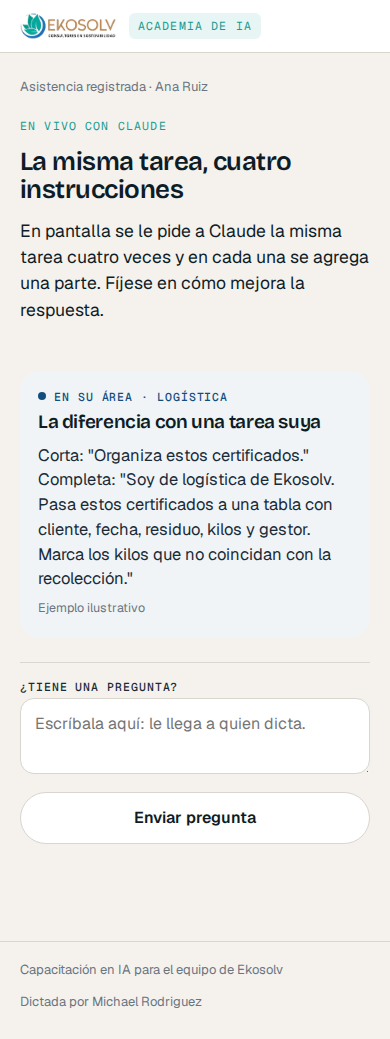 EKOSOLV
ACADEMIA DE IA
Asistencia registrada · Ana Ruiz
EN VIVO CON CLAUDE
La misma tarea, cuatro
instrucciones
En pantalla se le pide a Claude la misma
tarea cuatro veces y en cada una se agrega
una parte. Fíjese en cómo mejora la
respuesta.
EN SU ÁREA · LOGÍSTICA
La diferencia con una tarea suya
Corta: "Organiza estos certificados."
Completa: "Soy de logística de Ekosolv.
Pasa estos certificados a una tabla con
cliente, fecha, residuo, kilos y gestor.
Marca los kilos que no coincidan con la
recolección."
Ejemplo ilustrativo
¿TIENE UNA PREGUNTA?
Escríbala aquí: le llega a quien dicta.
Enviar pregunta
Capacitación en IA para el equipo de Ekosolv
Dictada por Michael Rodriguez